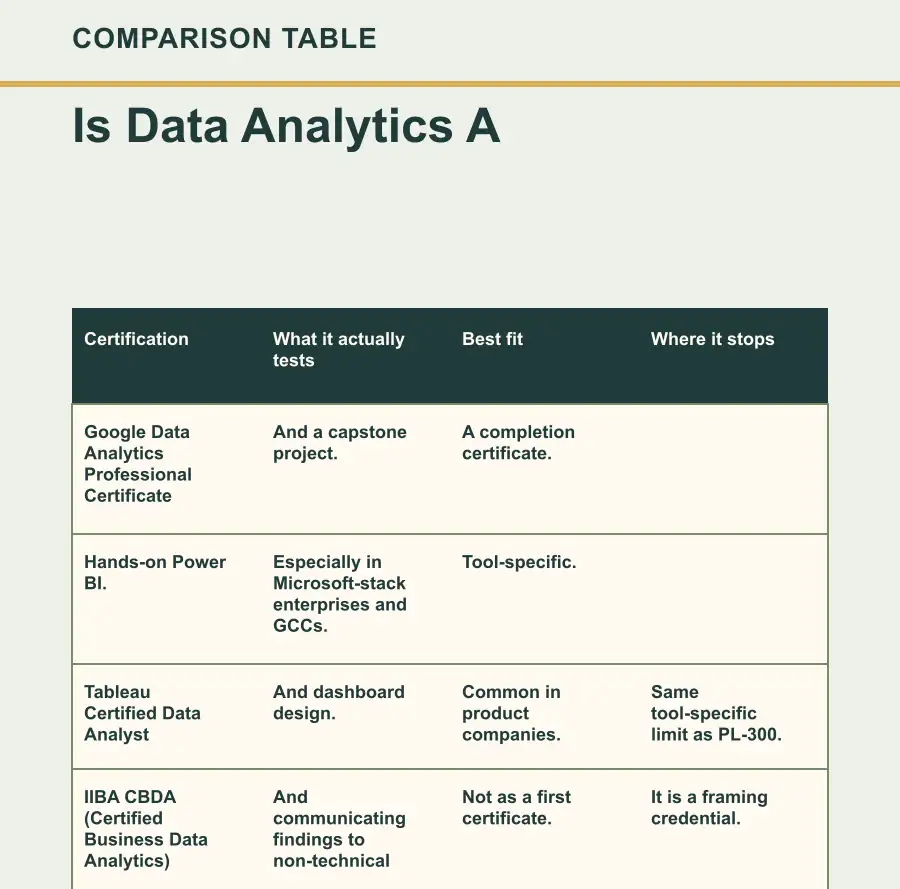 COMPARISON TABLE
Is Data Analytics A
Certification
What it actually
tests
Best fit
Where it stops
Google Data
Analytics
Professional
Certificate
And a capstone
project.
A completion
certificate.
Hands-on Power
BI.
Especially in
Microsoft-stack
enterprises and
GCCs.
Tool-specific.
Tableau
Certified Data
Analyst
And dashboard
design.
Common in
product
companies.
Same
tool-specific
limit as PL-300.
IIBA CBDA
(Certified
Business Data
Analytics)
And
communicating
findings to
non-technical
Not as a first
certificate.
It is a framing
credential.